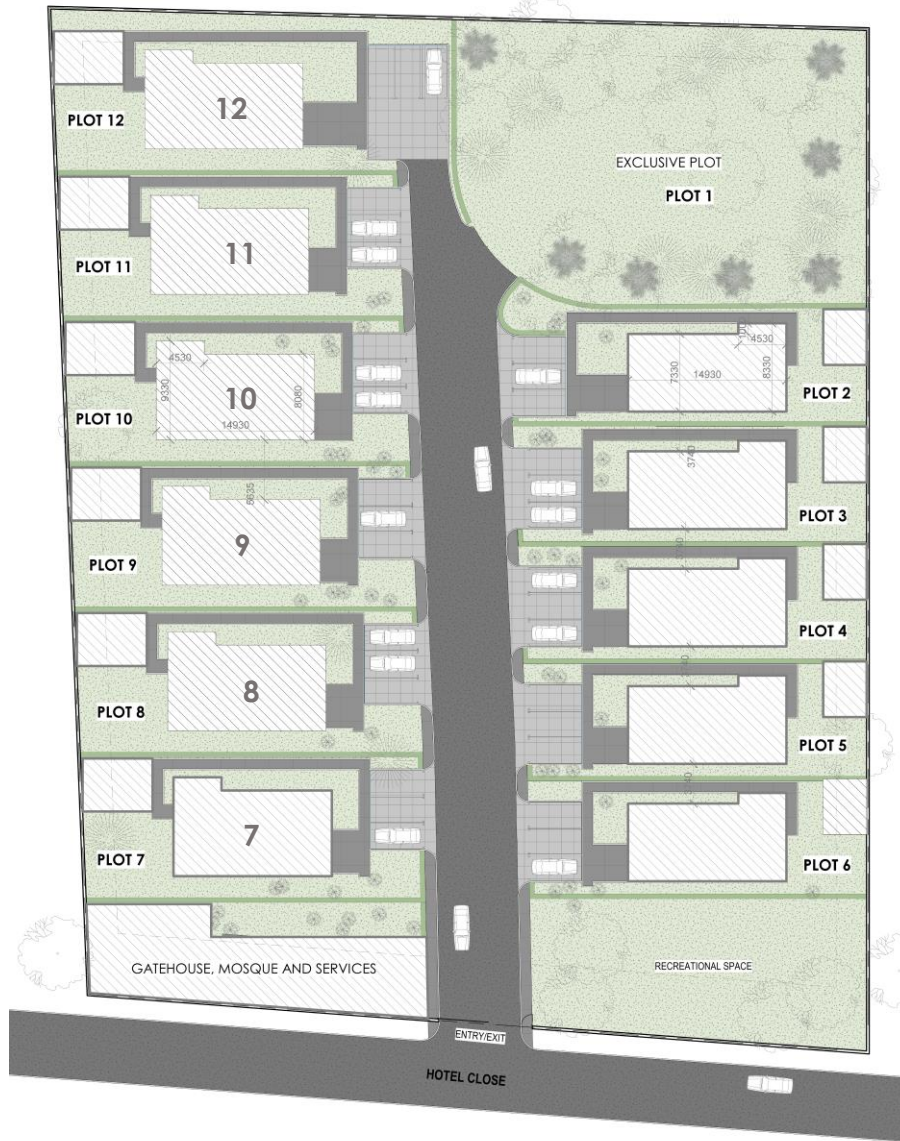 12
PLOT 12
EXCLUSIVE PLOT
PLOT 1
11
PLOT 11
4530
7330
14930
8330
PLOT 2
4530
9330
10
8080
14930
PLOT 10
3740
PLOT 3
8635
9
PLOT 9
PLOT 4
8
PLOT 8
PLOT 5
7
PLOT 7
PLOT 6
GATEHOUSE, MOSQUE AND SERVICES
RECREATIONAL SPACE
ENTRY/EXIT
HOTEL CLOSE